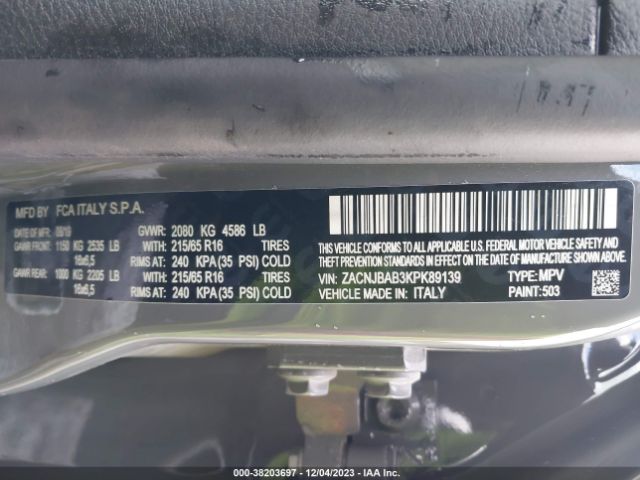 MFD BY FCA ITALY S.P.A.
DATE OF MFD: 08/19 GVWR: 2080 KG 4586 LB
GAWR FRONT: 1150 KG 2535 LB WITH: 215/65 R16 TIRES
16x6,5 RIMS AT: 240 KPA(35 PSI) COLD
GAWR REAR: 1000 KG 2205 LB WITH: 215/65 R16 TIRES
16x6,5 RIMS AT: 240 KPA(35 PSI) COLD
THIS VEHICLE CONFORMS TO ALL APPLICABLE U.S.A. FEDERAL MOTOR VEHICLE SAFETY, BUMPER, AND
THEFT PREVENTION STANDARDS IN EFFECT ON THE DATE OF MANUFACTURE SHOWN ABOVE.
VIN: ZACNJBAB3KPK89139 TYPE: MPV
VEHICLE MADE IN: ITALY PAINT: 503
000-38203697 - 12/04/2023 - IAA Inc.